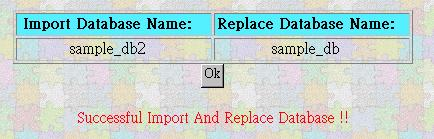 Import Database Name: Replace Database Name:
sample_db2 sample_db
Ok
Successful Import And Replace Database !!